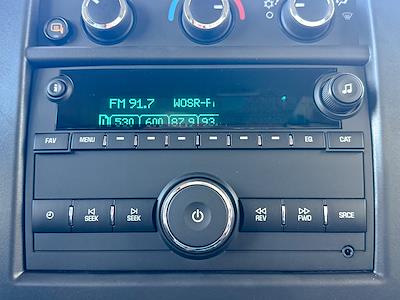 FM 91.7 WOSR-F
530 600 87.9 93
FAV MENU EQ CAT
SEEK SEEK REV FWD SRCE